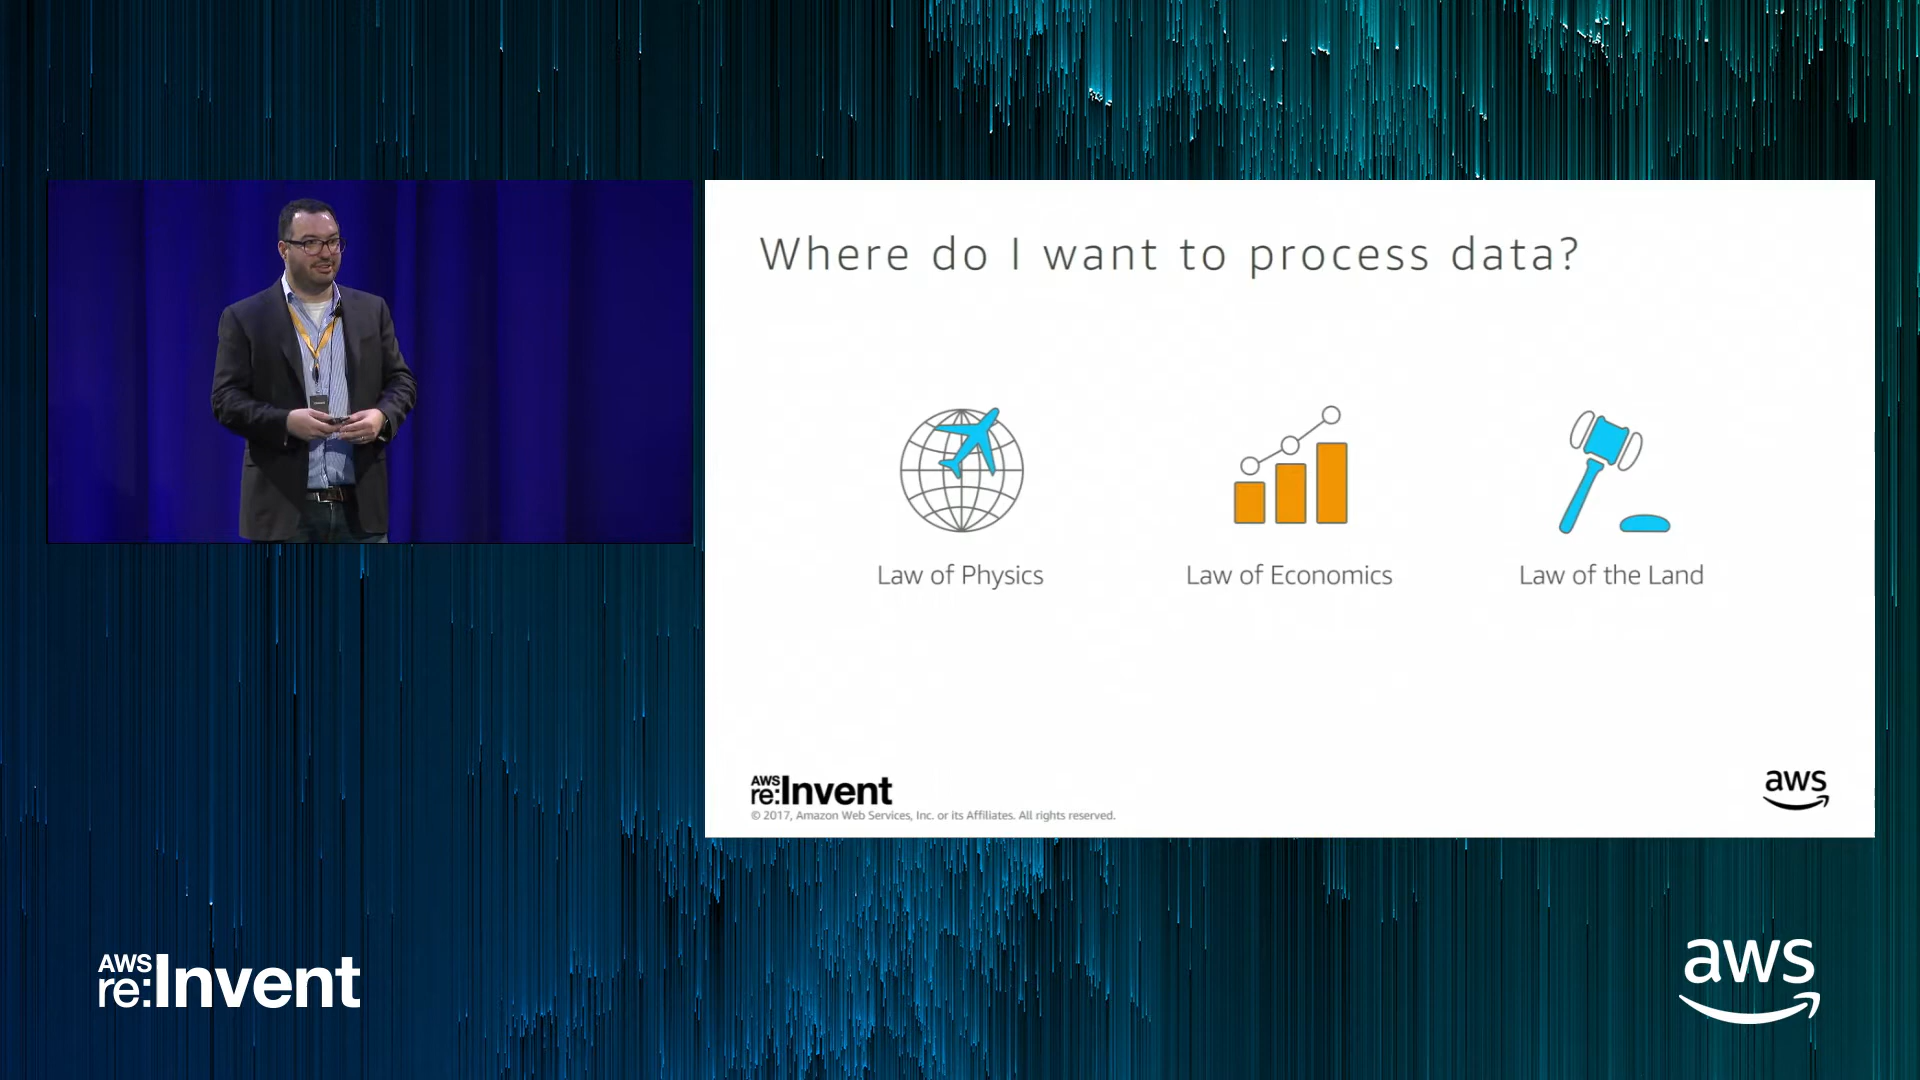 Where do I want to process data?
Law of Physics
Law of Economics
Law of the Land
AWS
re:Invent
© 2017, Amazon Web Services, Inc. or its Affiliates. All rights reserved.
aws
AWS
re:Invent
aws